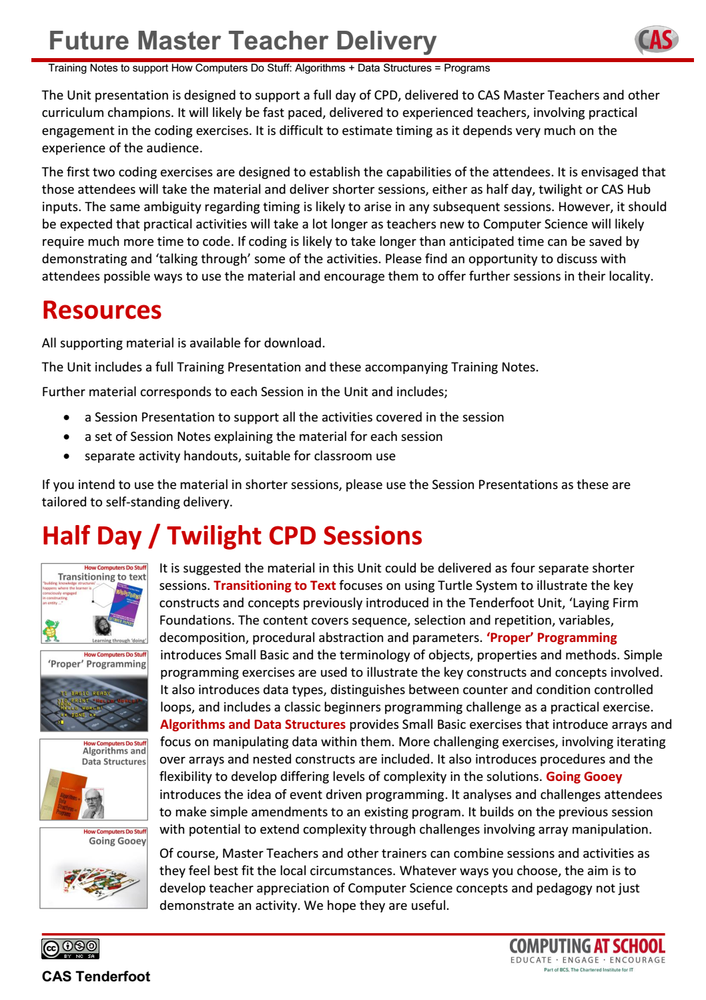 Future Master Teacher Delivery
CAS
Training Notes to support How Computers Do Stuff: Algorithms + Data Structures = Programs
The Unit presentation is designed to support a full day of CPD, delivered to CAS Master Teachers and other
curriculum champions. It will likely be fast paced, delivered to experienced teachers, involving practical
engagement in the coding exercises. It is difficult to estimate timing as it depends very much on the
experience of the audience.
The first two coding exercises are designed to establish the capabilities of the attendees. It is envisaged that
those attendees will take the material and deliver shorter sessions, either as half day, twilight or CAS Hub
inputs. The same ambiguity regarding timing is likely to arise in any subsequent sessions. However, it should
be expected that practical activities will take a lot longer as teachers new to Computer Science will likely
require much more time to code. If coding is likely to take longer than anticipated time can be saved by
demonstrating and ‘talking through’ some of the activities. Please find an opportunity to discuss with
attendees possible ways to use the material and encourage them to offer further sessions in their locality.
Resources
All supporting material is available for download.
The Unit includes a full Training Presentation and these accompanying Training Notes.
Further material corresponds to each Session in the Unit and includes;
• a Session Presentation to support all the activities covered in the session
• a set of Session Notes explaining the material for each session
• separate activity handouts, suitable for classroom use
If you intend to use the material in shorter sessions, please use the Session Presentations as these are
tailored to self-standing delivery.
Half Day / Twilight CPD Sessions
How Computers Do Stuff
Transitioning to text
"building knowledge structures' ...
happens where the learner is
consciously engaged
in constructing
an entity ..."
MINDSTORMS
SEYMOUR PAPERT
Learning through 'doing'
How Computers Do Stuff
‘Proper’ Programming
TI BASIC READY
>10 PRINT "HELLO WORLD!"
>RUN
HELLO WORLD!
** DONE **
How Computers Do Stuff
Algorithms and
Data Structures
Algorithms +
Data
Structures =
Programs
How Computers Do Stuff
Going Gooey
It is suggested the material in this Unit could be delivered as four separate shorter
sessions. Transitioning to Text focuses on using Turtle System to illustrate the key
constructs and concepts previously introduced in the Tenderfoot Unit, ‘Laying Firm
Foundations. The content covers sequence, selection and repetition, variables,
decomposition, procedural abstraction and parameters. ‘Proper’ Programming
introduces Small Basic and the terminology of objects, properties and methods. Simple
programming exercises are used to illustrate the key constructs and concepts involved.
It also introduces data types, distinguishes between counter and condition controlled
loops, and includes a classic beginners programming challenge as a practical exercise.
Algorithms and Data Structures provides Small Basic exercises that introduce arrays and
focus on manipulating data within them. More challenging exercises, involving iterating
over arrays and nested constructs are included. It also introduces procedures and the
flexibility to develop differing levels of complexity in the solutions. Going Gooey
introduces the idea of event driven programming. It analyses and challenges attendees
to make simple amendments to an existing program. It builds on the previous session
with potential to extend complexity through challenges involving array manipulation.
Of course, Master Teachers and other trainers can combine sessions and activities as
they feel best fit the local circumstances. Whatever ways you choose, the aim is to
develop teacher appreciation of Computer Science concepts and pedagogy not just
demonstrate an activity. We hope they are useful.
cc
BY NC SA
CAS Tenderfoot
COMPUTING AT SCHOOL
EDUCATE · ENGAGE · ENCOURAGE
Part of BCS, The Chartered Institute for IT